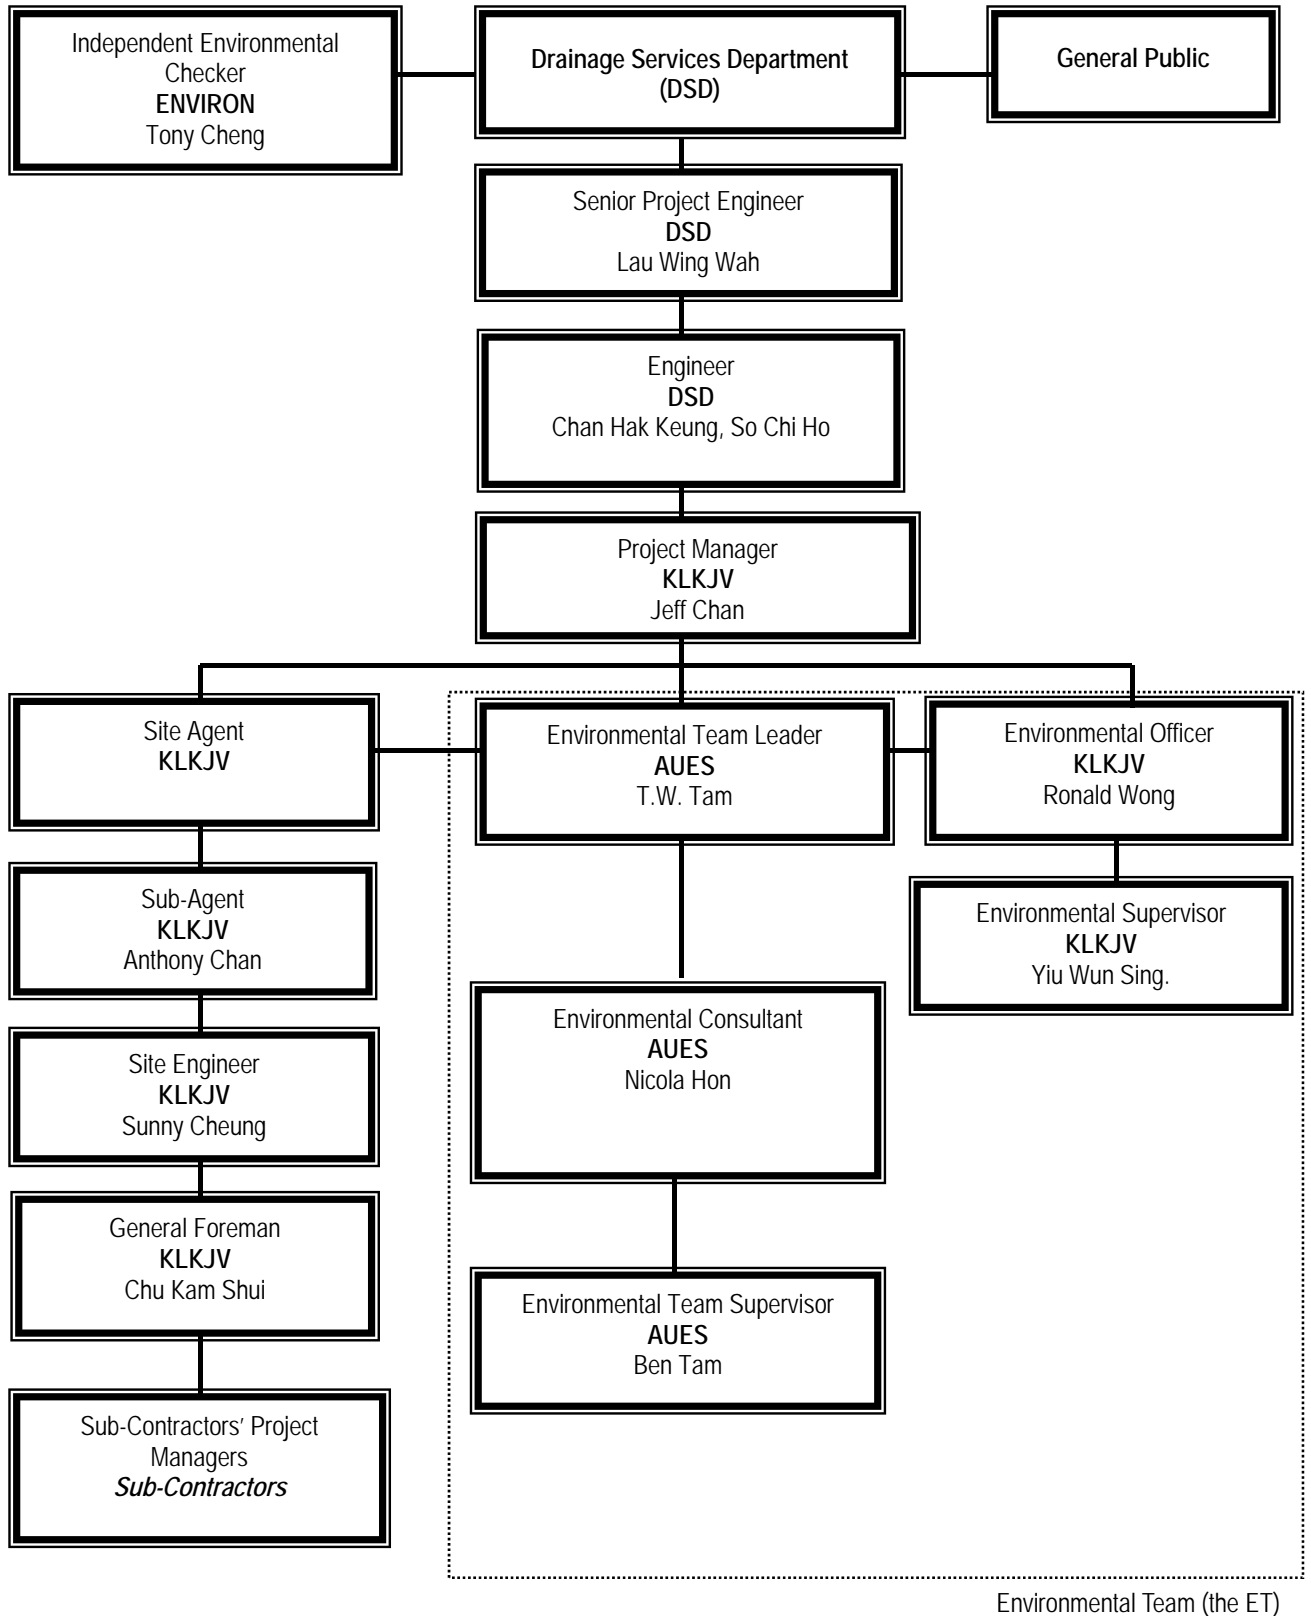 Independent Environmental
Checker
ENVIRON
Tony Cheng
Drainage Services Department
(DSD)
General Public
Senior Project Engineer
DSD
Lau Wing Wah
Engineer
DSD
Chan Hak Keung, So Chi Ho
Project Manager
KLKJV
Jeff Chan
Site Agent
KLKJV
Environmental Team Leader
AUES
T.W. Tam
Environmental Officer
KLKJV
Ronald Wong
Sub-Agent
KLKJV
Anthony Chan
Environmental Supervisor
KLKJV
Yiu Wun Sing.
Site Engineer
KLKJV
Sunny Cheung
Environmental Consultant
AUES
Nicola Hon
General Foreman
KLKJV
Chu Kam Shui
Environmental Team Supervisor
AUES
Ben Tam
Sub-Contractors’ Project
Managers
Sub-Contractors
Environmental Team (the ET)